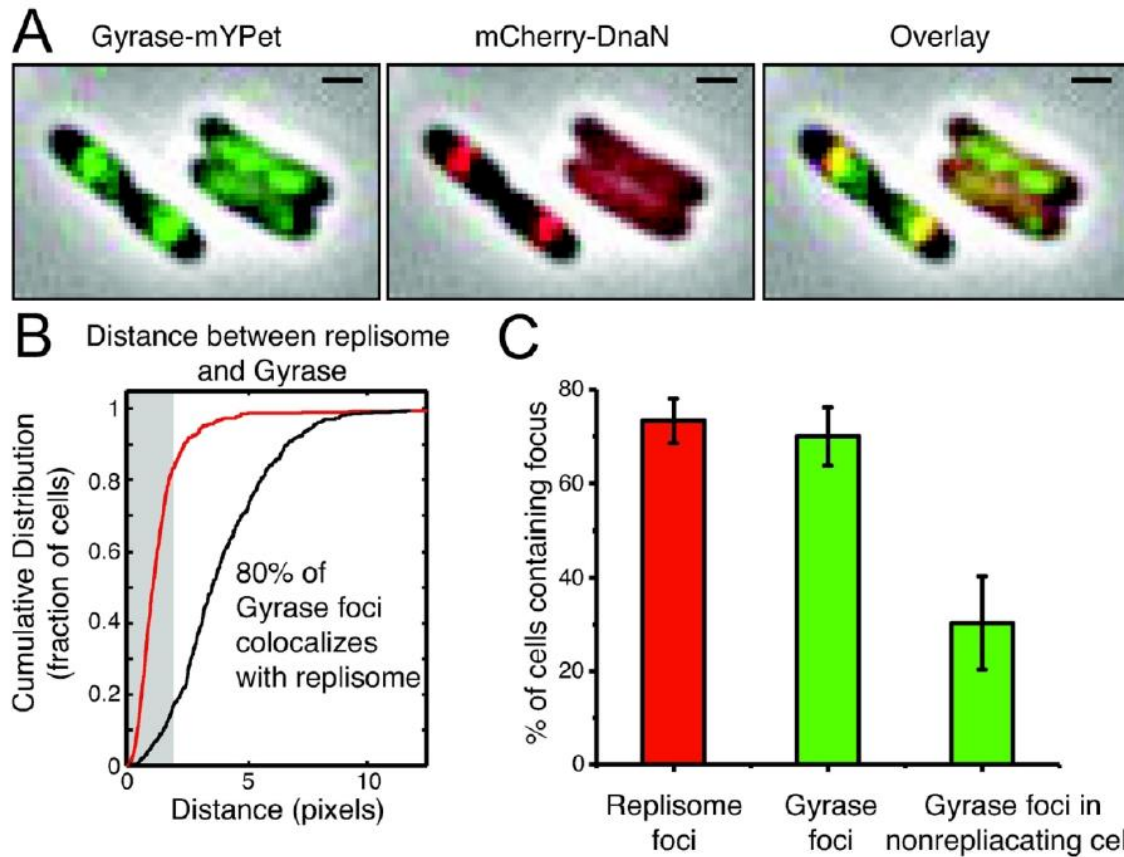 A
Gyrase-mYPet
mCherry-DnaN
Overlay
B
Distance between replisome
and Gyrase
Cumulative Distribution
(fraction of cells)
1
0.8
0.6
0.4
0.2
0
0
5
10
80% of
Gyrase foci
colocalizes
with replisome
Distance (pixels)
C
% of cells containing focus
80
60
40
20
0
Replisome
foci
Gyrase
foci
Gyrase foci in
nonrepliacating cel